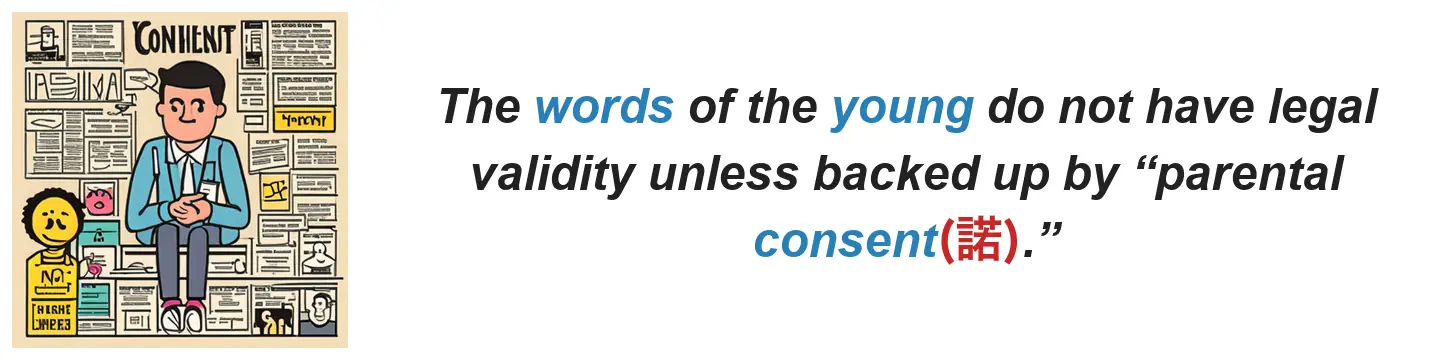 The words of the young do not have legal
validity unless backed up by “parental
consent(諾).”